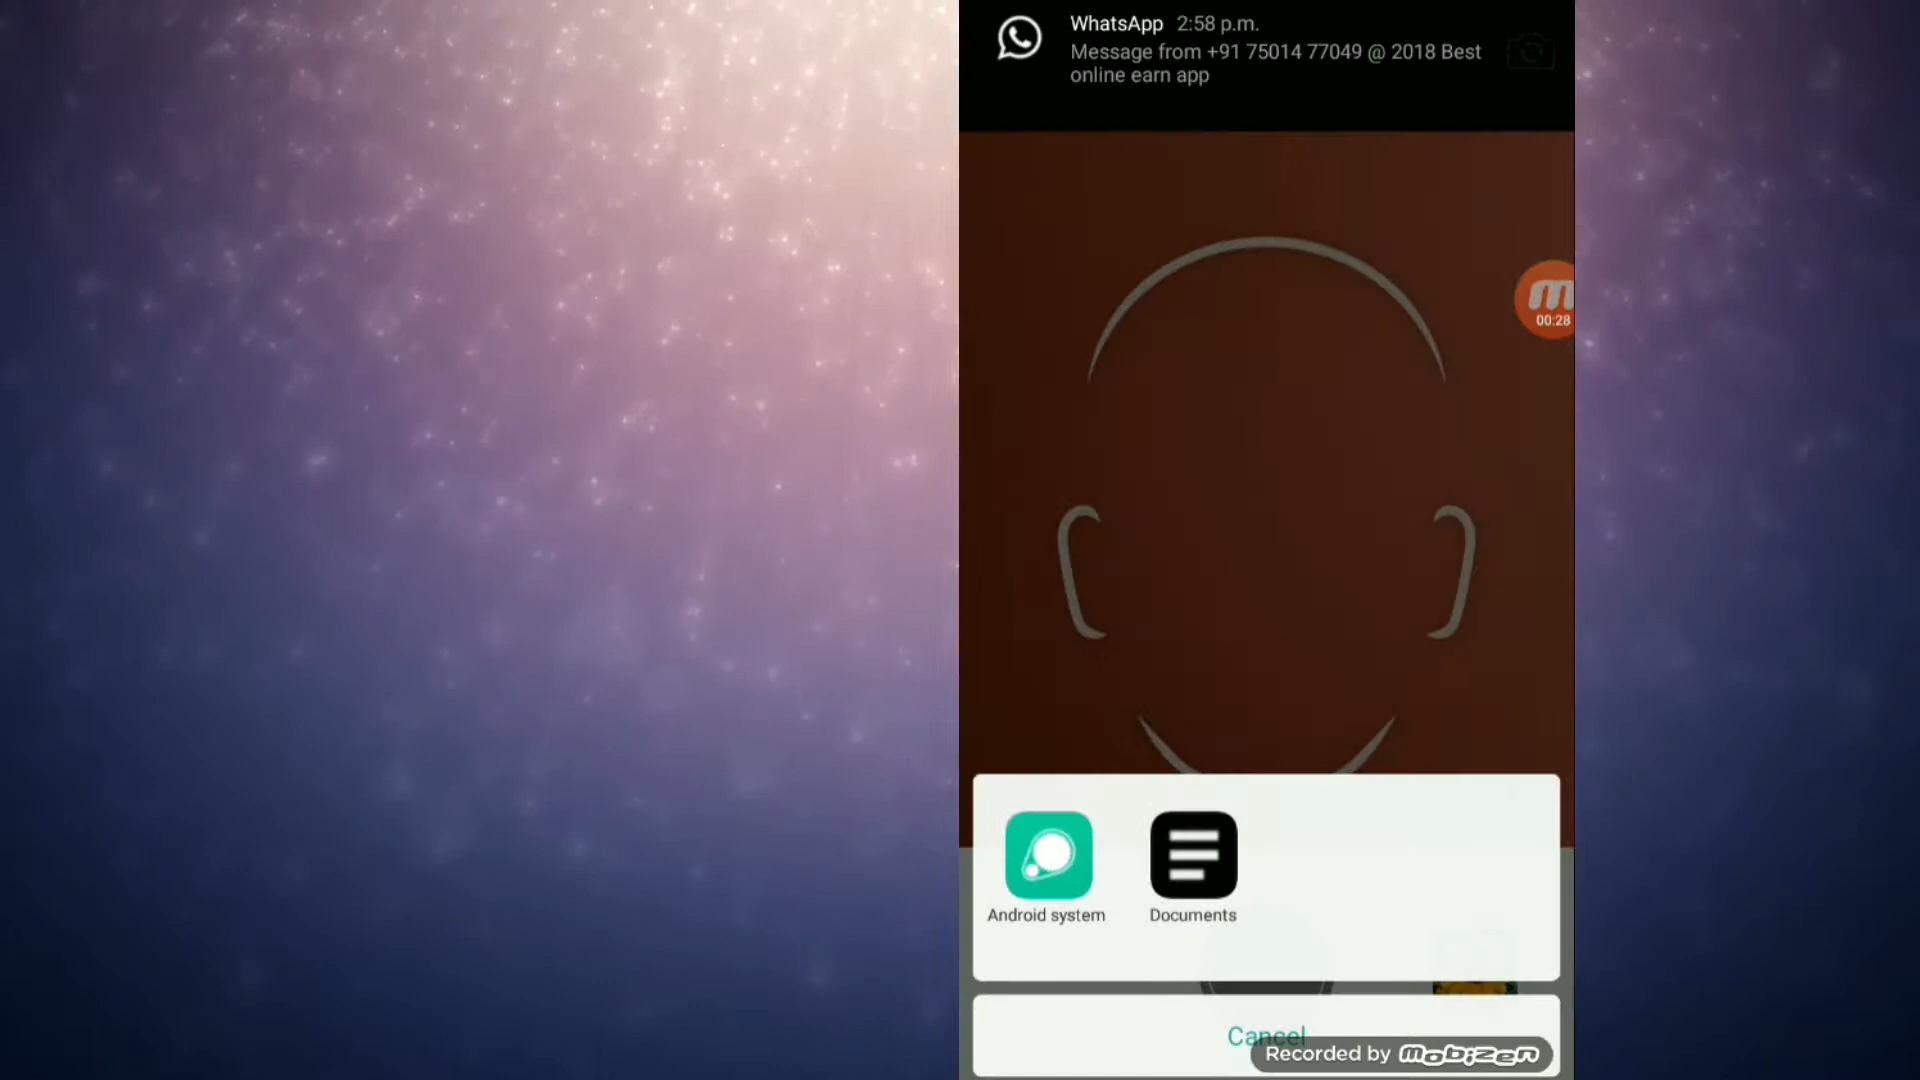 WhatsApp 2:58 p.m.
Message from +91 75014 77049 @ 2018 Best
online earn app
m
00:28
Android system
Documents
Cancel
Recorded by mobizen